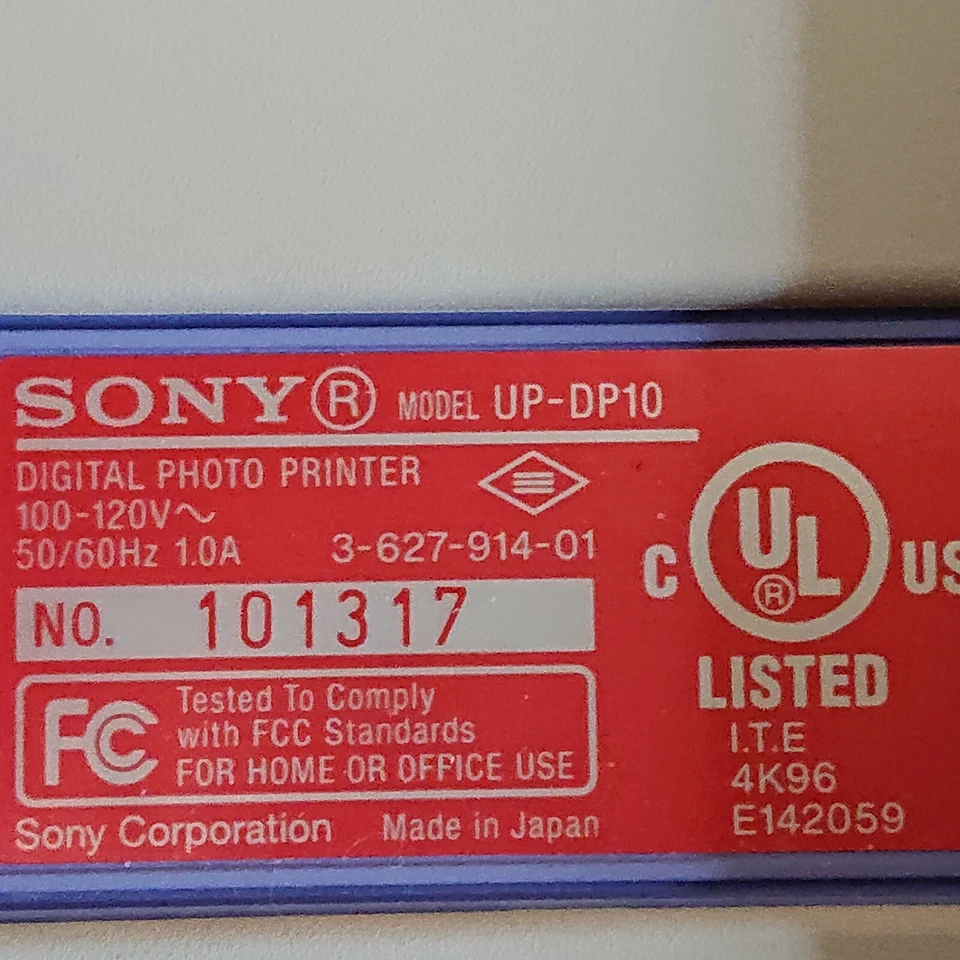 SONY® MODEL UP-DP10
DIGITAL PHOTO PRINTER
100-120V~
50/60Hz 1.0A 3-627-914-01
NO. 101317
FC Tested To Comply
with FCC Standards
FOR HOME OR OFFICE USE
Sony Corporation Made in Japan
C UL® US
LISTED
I.T.E
4K96
E142059